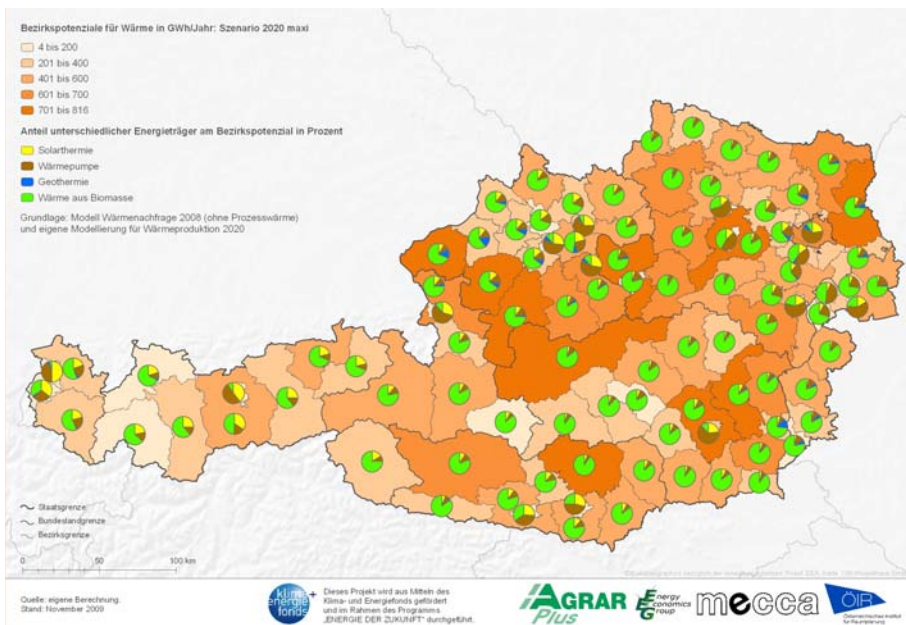 Bezirkspotenziale für Wärme in GWh/Jahr: Szenario 2020 maxi
4 bis 200
201 bis 400
401 bis 600
601 bis 700
701 bis 816
Anteil unterschiedlicher Energieträger am Bezirkspotenzial in Prozent
Solarthermie
Wärmepumpe
Geothermie
Wärme aus Biomasse
Grundlage: Modell Wärmenachfrage 2008 (ohne Prozesswärme)
und eigene Modellierung für Wärmeproduktion 2020
Staatsgrenze
Bundeslandgrenze
Bezirksgrenze
0 50 100 km
Quelle: eigene Berechnung.
Stand: November 2009
klima+
energie
fonds
Dieses Projekt wird aus Mitteln des
Klima- und Energiefonds gefördert
und im Rahmen des Programms
„ENERGIE DER ZUKUNFT" durchgeführt.
AGRAR
Plus
Energy
Economics
Group
mecca
ÖIR
Österreichisches Institut
für Raumplanung